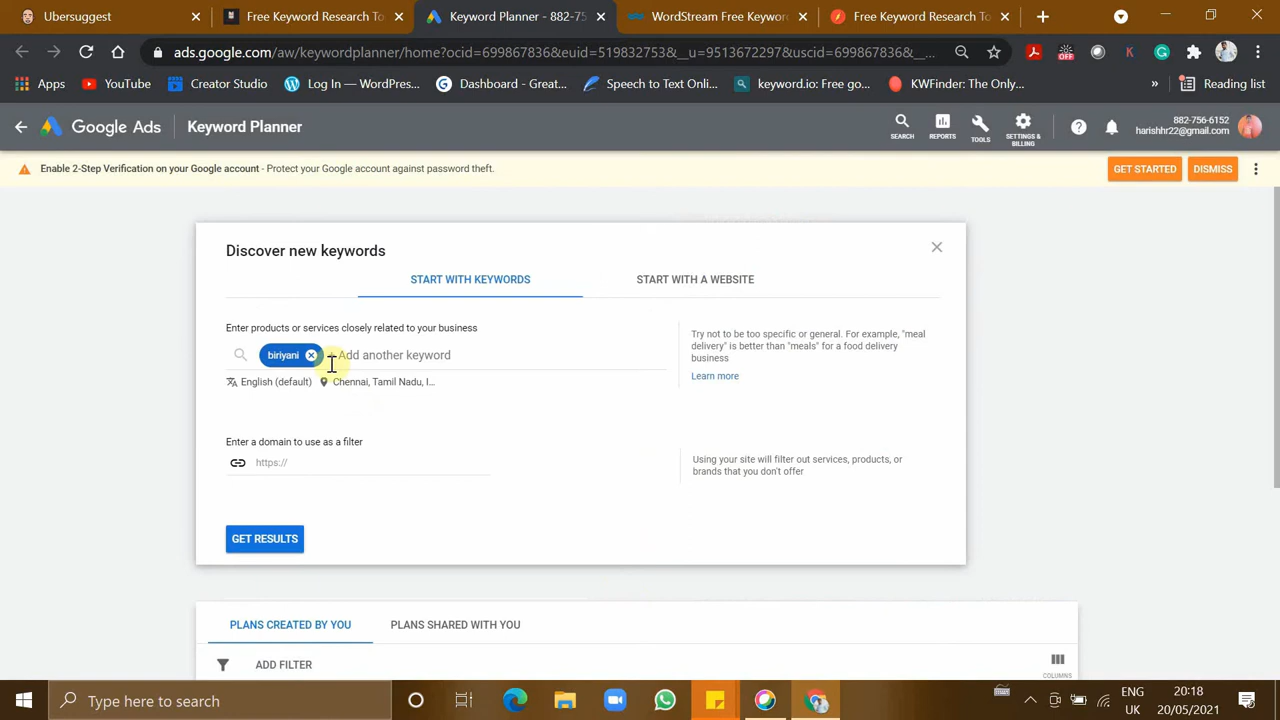 Ubersuggest
Free Keyword Research To
Keyword Planner - 882-75
WordStream Free Keywor
Free Keyword Research To
ads.google.com/aw/keywordplanner/home?ocid=699867836&euid=519832753&__u=9513672297&uscid=699867836&__...
Apps
YouTube
Creator Studio
Log In — WordPres...
Dashboard - Great...
Speech to Text Onli...
keyword.io: Free go...
KWFinder: The Only...
»
Reading list
Google Ads
Keyword Planner
SEARCH
REPORTS
TOOLS
SETTINGS & BILLING
882-756-6152
harishhr22@gmail.com
Enable 2-Step Verification on your Google account - Protect your Google account against password theft.
GET STARTED
DISMISS
Discover new keywords
START WITH KEYWORDS
START WITH A WEBSITE
Enter products or services closely related to your business
biriyani
Add another keyword
English (default)
Chennai, Tamil Nadu, I...
Try not to be too specific or general. For example, "meal
delivery" is better than "meals" for a food delivery
business
Learn more
Enter a domain to use as a filter
https://
Using your site will filter out services, products, or
brands that you don't offer
GET RESULTS
PLANS CREATED BY YOU
PLANS SHARED WITH YOU
ADD FILTER
COLUMNS
Type here to search
ENG
UK
20:18
20/05/2021